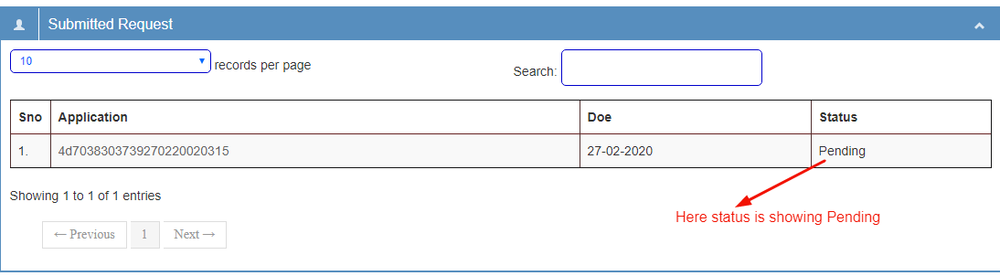 Submitted Request
10 records per page
Search:
Sno Application Doe Status
1. 4d7038303739270220020315 27-02-2020 Pending
Showing 1 to 1 of 1 entries
Here status is showing Pending
← Previous 1 Next →